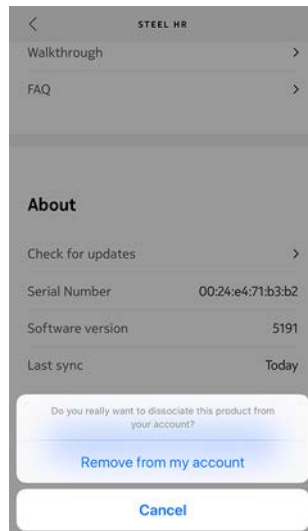 STEEL HR
Walkthrough
FAQ
About
Check for updates
Serial Number 00:24:e4:71:b3:b2
Software version 5191
Last sync Today
Do you really want to dissociate this product from
your account?
Remove from my account
Cancel